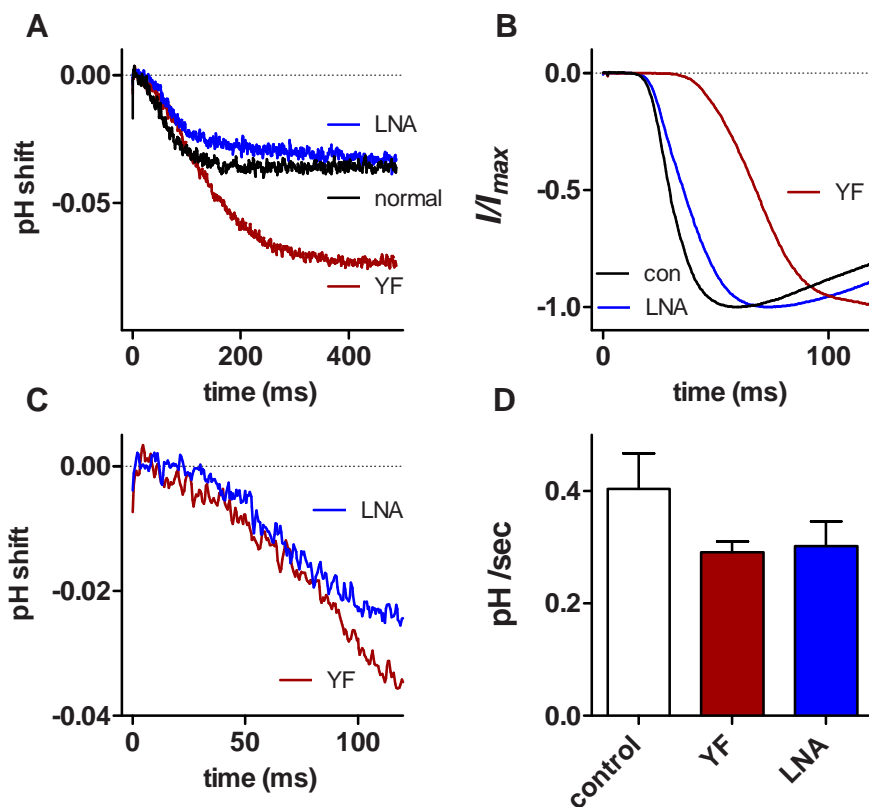 A
pH shift
0.00
-0.05
LNA
normal
YF
0
200
400
time (ms)
B
I/Imax
0.0
-0.5
-1.0
YF
con
LNA
0
100
time (ms)
C
pH shift
0.00
-0.02
-0.04
LNA
YF
0
50
100
time (ms)
D
pH /sec
0.4
0.2
0.0
control
YF
LNA